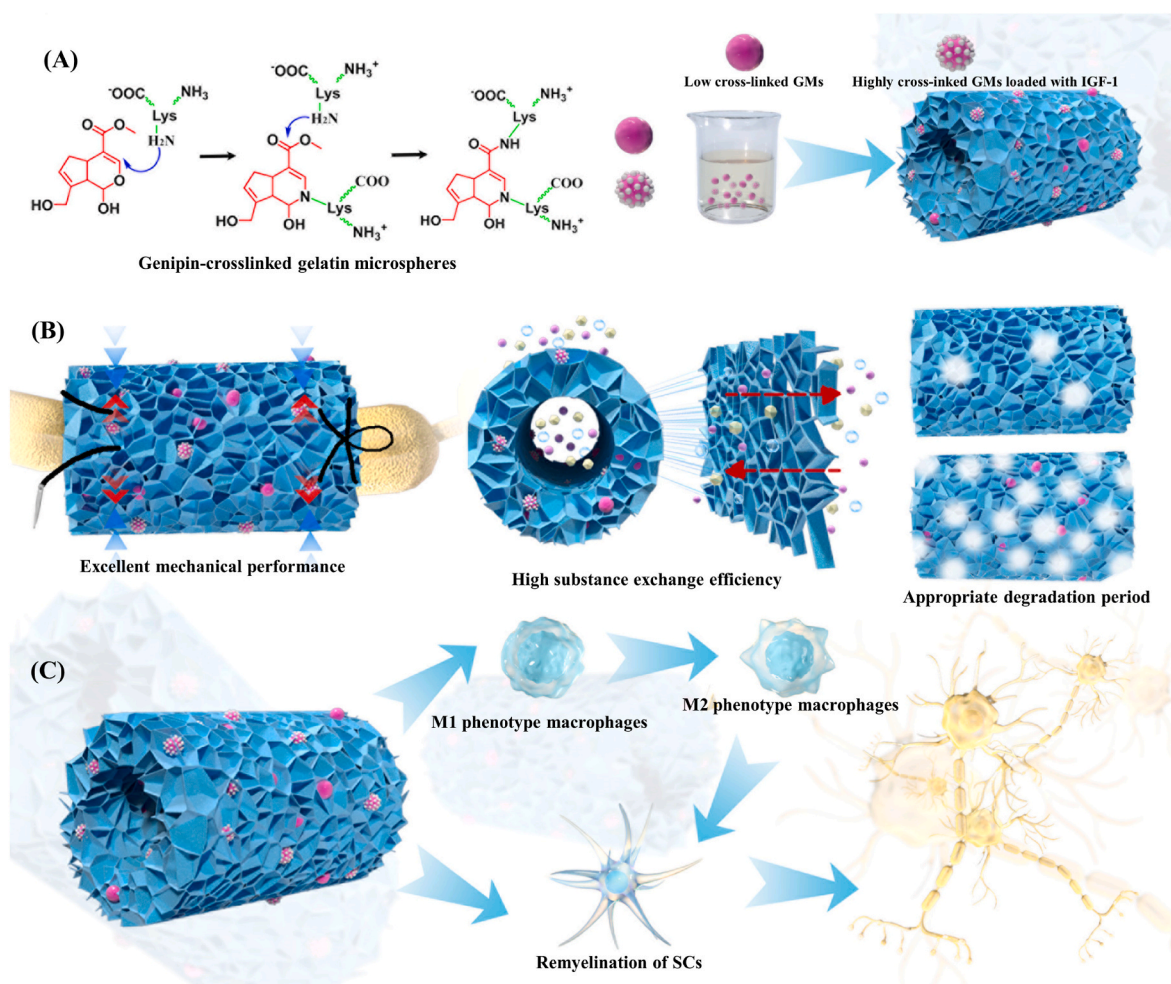 (A)
⁻OOC
NH₃
Lys
H₂N
O
O
O
HO
OH
⁻OOC
NH₃⁺
Lys
H₂N
O
O
COO
N
Lys
HO
OH
NH₃⁺
⁻OOC
NH₃⁺
Lys
O
NH
COO
N
Lys
HO
OH
NH₃⁺
Genipin-crosslinked gelatin microspheres
Low cross-linked GMs
Highly cross-inked GMs loaded with IGF-1
(B)
Excellent mechanical performance
High substance exchange efficiency
Appropriate degradation period
(C)
M1 phenotype macrophages
M2 phenotype macrophages
Remyelination of SCs